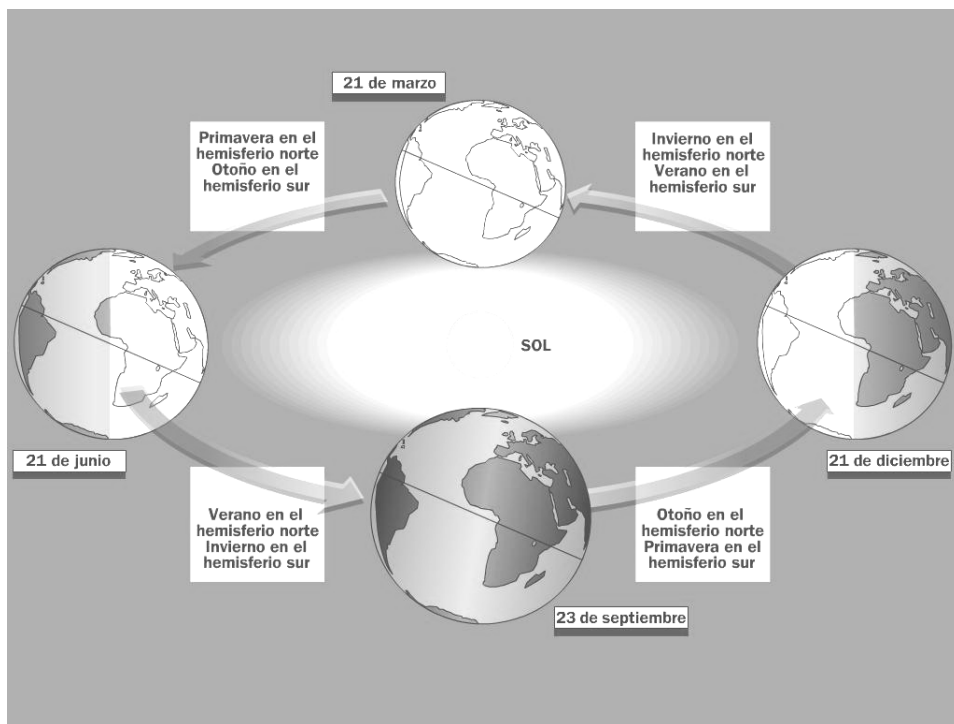 21 de marzo
Primavera en el
hemisferio norte
Otoño en el
hemisferio sur
Invierno en el
hemisferio norte
Verano en el
hemisferio sur
SOL
21 de junio
21 de diciembre
Verano en el
hemisferio norte
Invierno en el
hemisferio sur
Otoño en el
hemisferio norte
Primavera en el
hemisferio sur
23 de septiembre